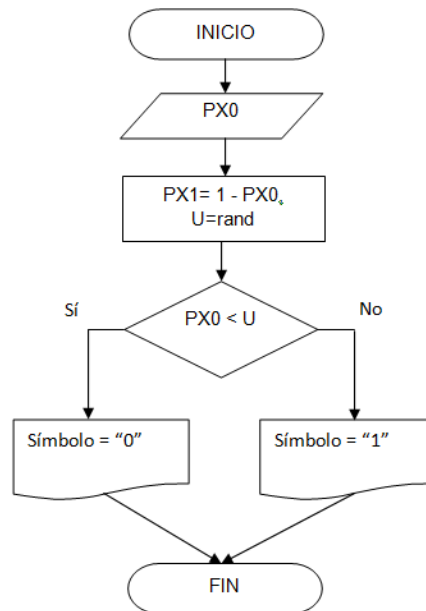 INICIO
PX0
PX1= 1 - PX0,
U=rand
Sí
No
PX0 < U
Símbolo = “0”
Símbolo = “1”
FIN